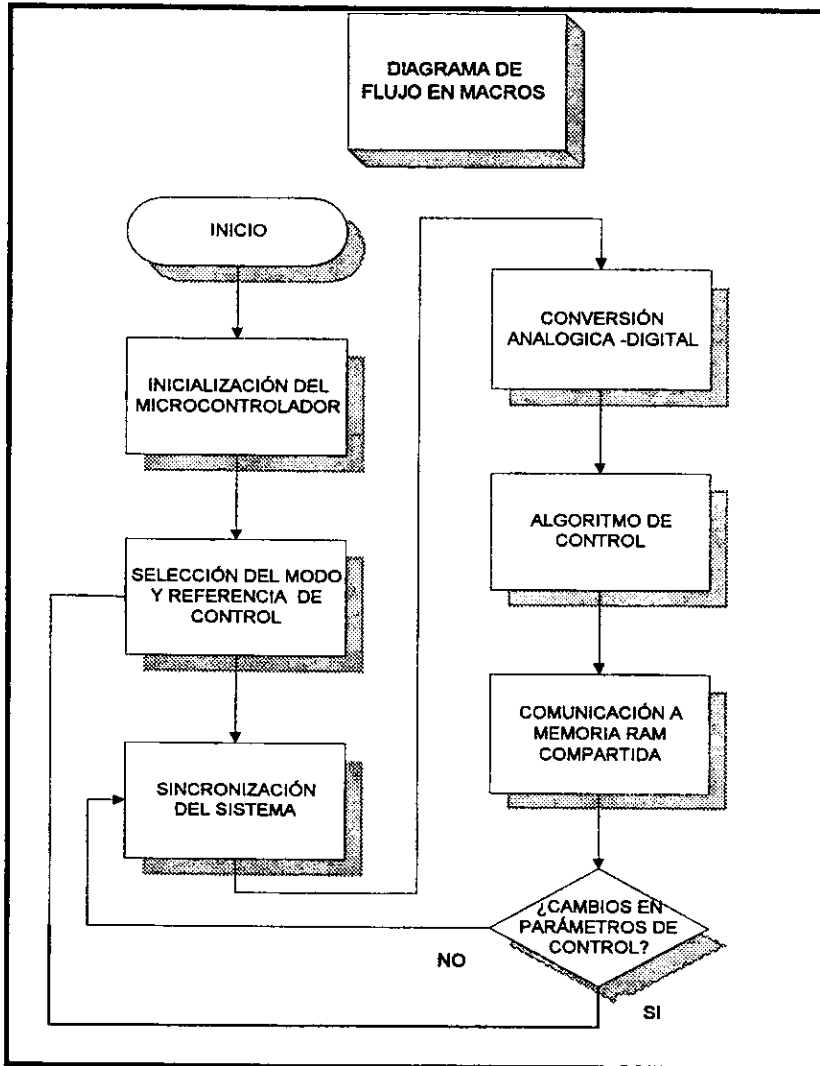 DIAGRAMA DE
FLUJO EN MACROS
INICIO
INICIALIZACIÓN DEL
MICROCONTROLADOR
SELECCIÓN DEL MODO
Y REFERENCIA DE
CONTROL
SINCRONIZACIÓN
DEL SISTEMA
CONVERSIÓN
ANALOGICA -DIGITAL
ALGORITMO DE
CONTROL
COMUNICACIÓN A
MEMORIA RAM
COMPARTIDA
¿CAMBIOS EN
PARÁMETROS DE
CONTROL?
NO
SI